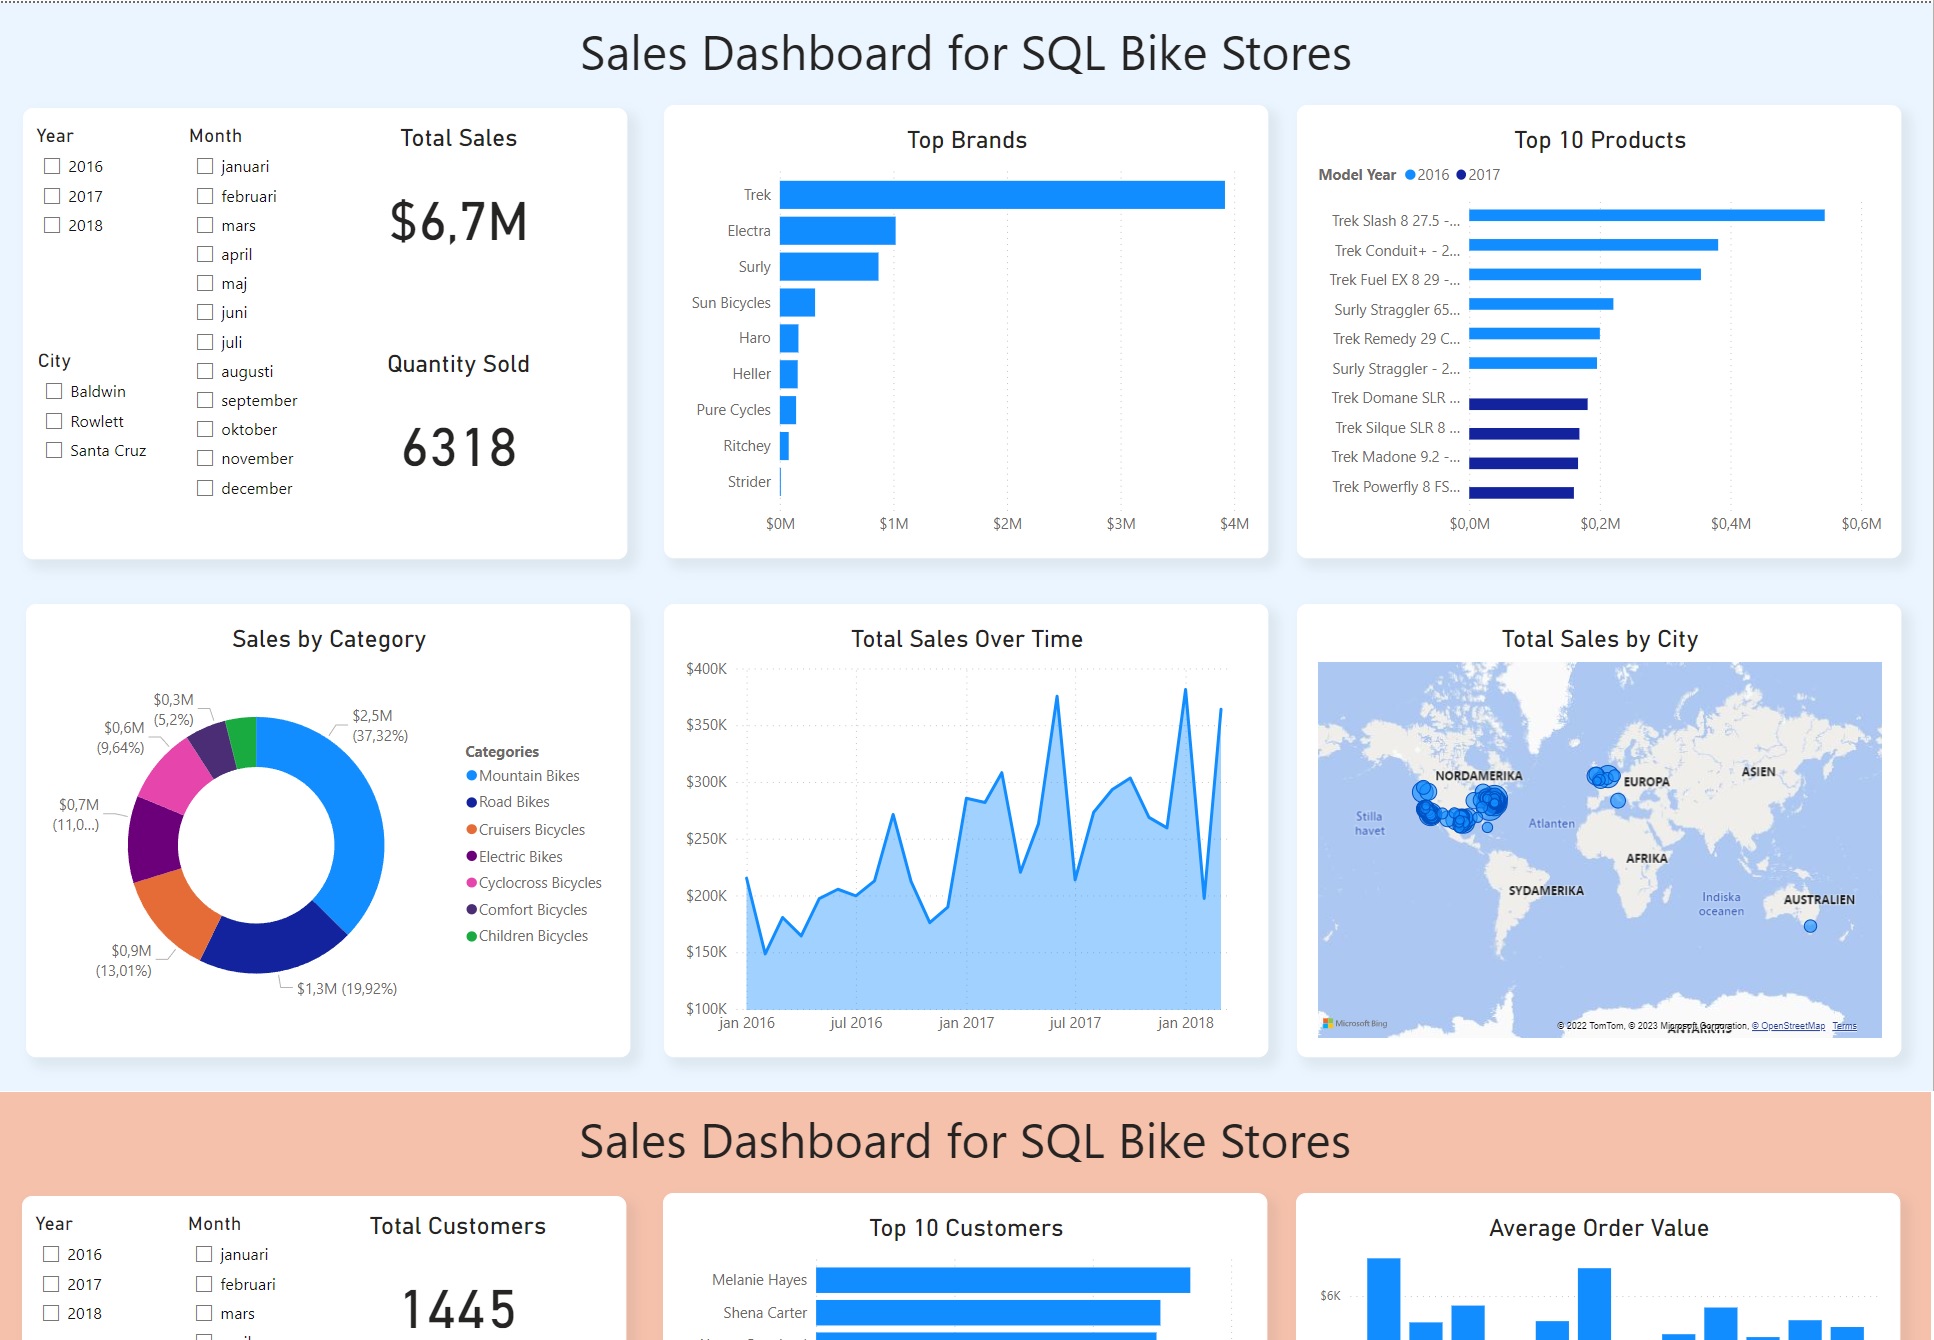 Sales Dashboard for SQL Bike Stores
Year
2016
2017
2018
Month
januari
februari
mars
april
maj
juni
juli
augusti
september
oktober
november
december
City
Baldwin
Rowlett
Santa Cruz
Total Sales
$6,7M
Quantity Sold
6318
Top Brands
Trek
Electra
Surly
Sun Bicycles
Haro
Heller
Pure Cycles
Ritchey
Strider
$0M $1M $2M $3M $4M
Top 10 Products
Model Year 2016 2017
Trek Slash 8 27.5 -...
Trek Conduit+ - 2...
Trek Fuel EX 8 29 -...
Surly Straggler 65...
Trek Remedy 29 C...
Surly Straggler - 2...
Trek Domane SLR ...
Trek Silque SLR 8 ...
Trek Madone 9.2 -...
Trek Powerfly 8 FS...
$0,0M $0,2M $0,4M $0,6M
Sales by Category
$0,3M
(5,2%)
$0,6M
(9,64%)
$0,7M
(11,0...)
$0,9M
(13,01%)
$1,3M (19,92%)
$2,5M
(37,32%)
Categories
Mountain Bikes
Road Bikes
Cruisers Bicycles
Electric Bikes
Cyclocross Bicycles
Comfort Bicycles
Children Bicycles
Total Sales Over Time
$400K
$350K
$300K
$250K
$200K
$150K
$100K
jan 2016 jul 2016 jan 2017 jul 2017 jan 2018
Total Sales by City
NORDAMERIKA
EUROPA
ASIEN
Stilla
havet
Atlanten
AFRIKA
SYDAMERIKA
Indiska
oceanen
AUSTRALIEN
ANTARKTIS
Microsoft Bing
© 2022 TomTom, © 2023 Microsoft Corporation, © OpenStreetMap Terms
Sales Dashboard for SQL Bike Stores
Year
2016
2017
2018
Month
januari
februari
mars
Total Customers
1445
Top 10 Customers
Melanie Hayes
Shena Carter
Average Order Value
$6K